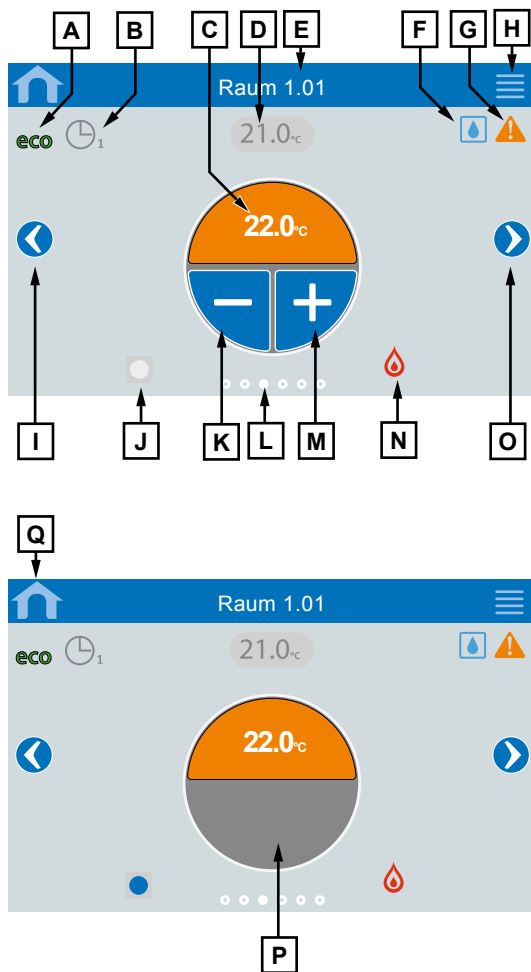 A B C D E F G H
Raum 1.01
eco 1 21.0°C
22.0°C
I J K L M N O
Q
Raum 1.01
eco 1 21.0°C
22.0°C
P